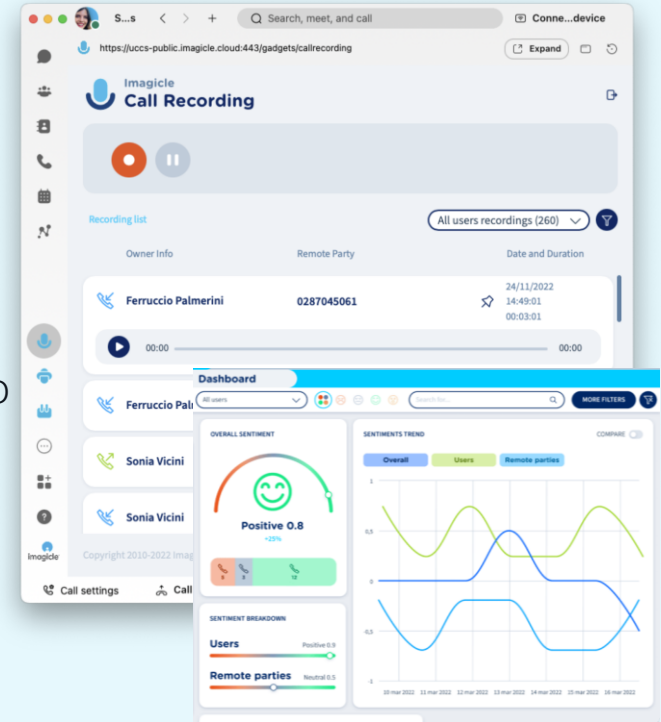 S...s
Search, meet, and call
Conne...device
https://uccs-public.imagicle.cloud:443/gadgets/callrecording
Expand
Imagicle
Call Recording
Recording list
All users recordings (260)
Owner Info
Remote Party
Date and Duration
Ferruccio Palmerini
0287045061
24/11/2022
14:49:01
00:03:01
00:00
00:00
Ferruccio Pal
Sonia Vicini
Sonia Vicini
Imagicle
Copyright 2010-2022 Imag
Call settings
Call
Dashboard
All users
Search for...
MORE FILTERS
OVERALL SENTIMENT
Positive 0.8
+25%
12
SENTIMENT BREAKDOWN
Users
Positive 0.9
Remote parties
Neutral 0.5
SENTIMENTS TREND
COMPARE
Overall
Users
Remote parties
1
0,5
0
0,5
-1
10 mar 2022
11 mar 2022
12 mar 2022
13 mar 2022
14 mar 2022
15 mar 2022
16 mar 2022